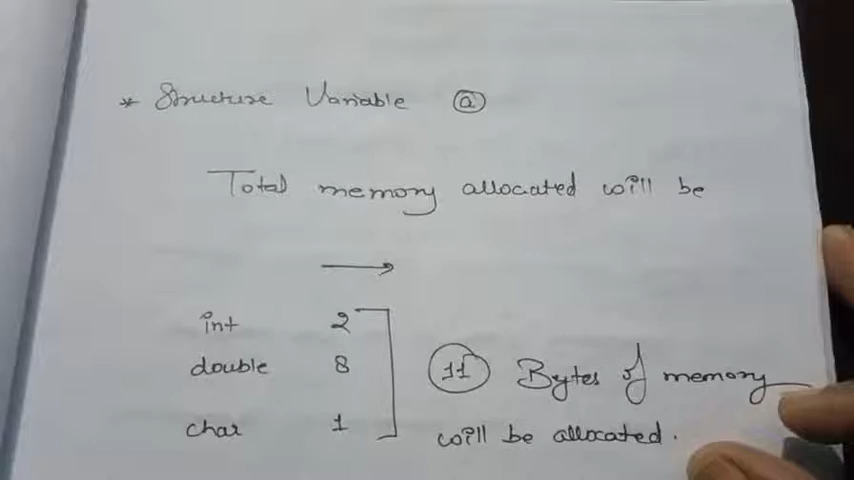 * Structure Variable a
Total memory allocated will be
→
int 2
double 8
11 Bytes of memory
char 1
will be allocated.